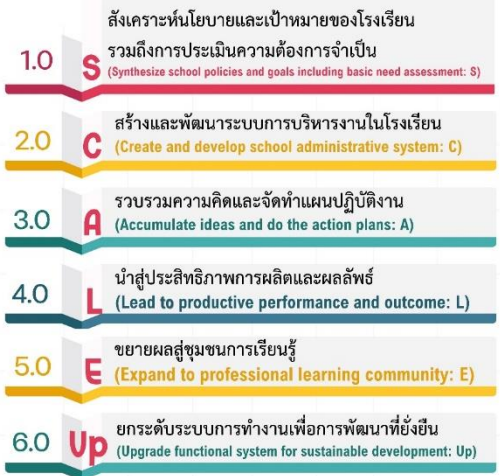 สังเคราะห์นโยบายและเป้าหมายของโรงเรียน
รวมถึงการประเมินความต้องการจำเป็น
1.0 S (Synthesize school policies and goals including basic need assessment: S)
สร้างและพัฒนาระบบการบริหารงานในโรงเรียน
2.0 C (Create and develop school administrative system: C)
รวบรวมความคิดและจัดทำแผนปฏิบัติงาน
3.0 A (Accumulate ideas and do the action plans: A)
นำสู่ประสิทธิภาพการผลิตและผลลัพธ์
4.0 L (Lead to productive performance and outcome: L)
ขยายผลสู่ชุมชนการเรียนรู้
5.0 E (Expand to professional learning community: E)
ยกระดับระบบการทำงานเพื่อการพัฒนาที่ยั่งยืน
6.0 Up (Upgrade functional system for sustainable development: Up)